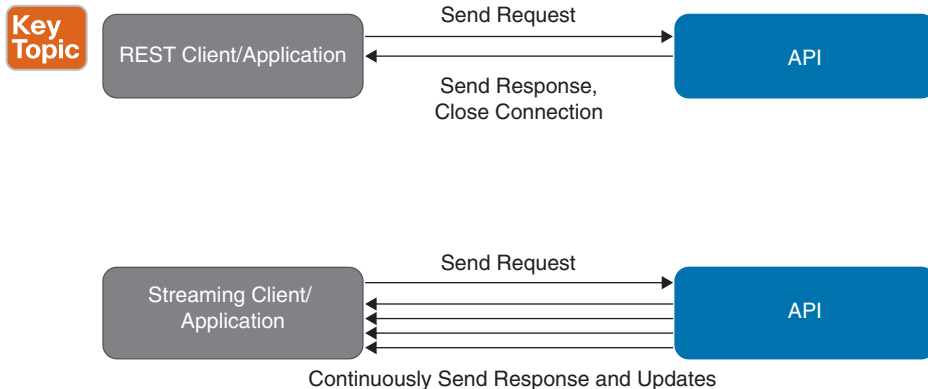 Key
Topic
Send Request
REST Client/Application
API
Send Response,
Close Connection
Send Request
Streaming Client/
Application
API
Continuously Send Response and Updates